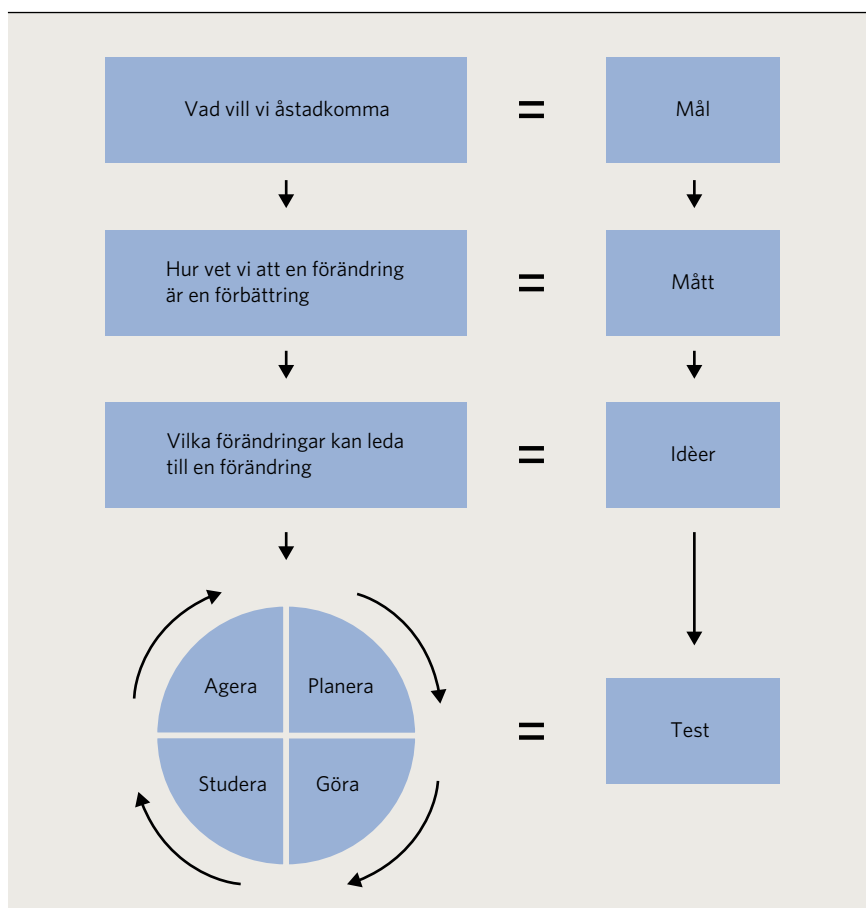 Vad vill vi åstadkomma
=
Mål
Hur vet vi att en förändring
är en förbättring
=
Mått
Vilka förändringar kan leda
till en förändring
=
Idèer
Agera
Planera
Studera
Göra
=
Test